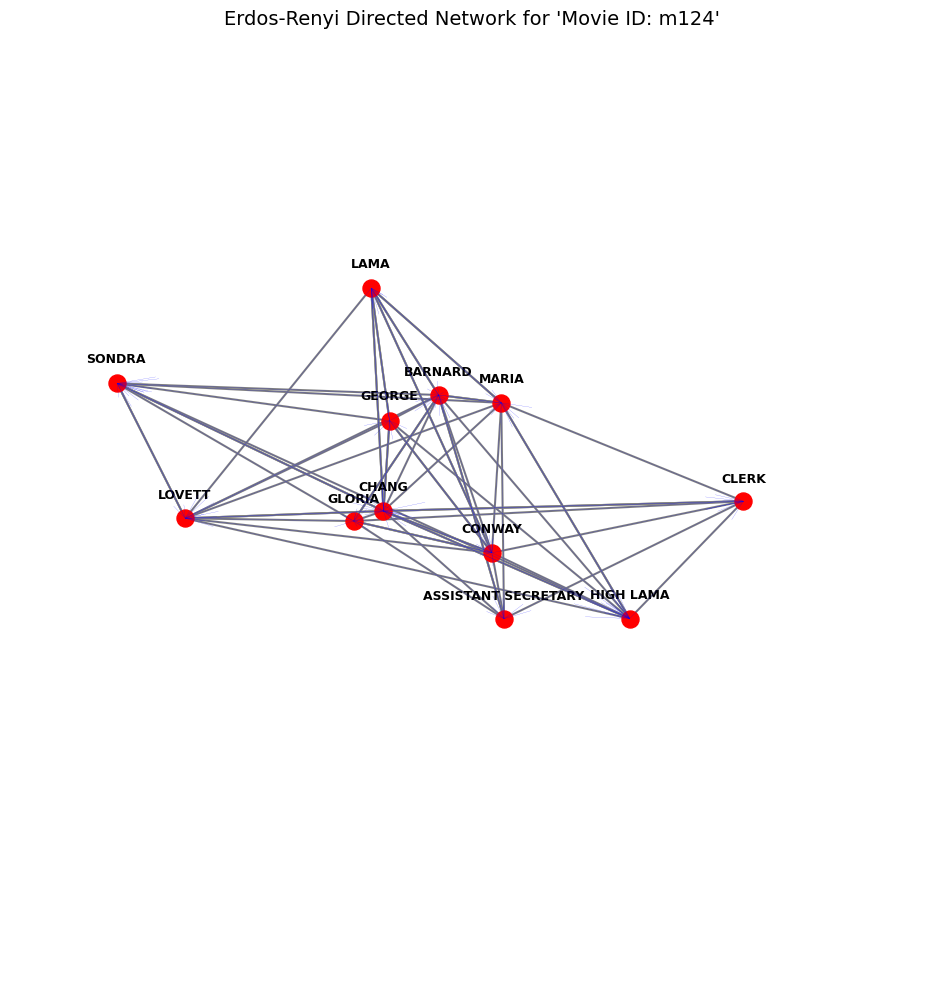 Erdos-Renyi Directed Network for 'Movie ID: m124'
LAMA
SONDRA
BARNARD
MARIA
GEORGE
CLERK
CHANG
LOVETT
GLORIA
CONWAY
ASSISTANT SECRETARY
HIGH LAMA